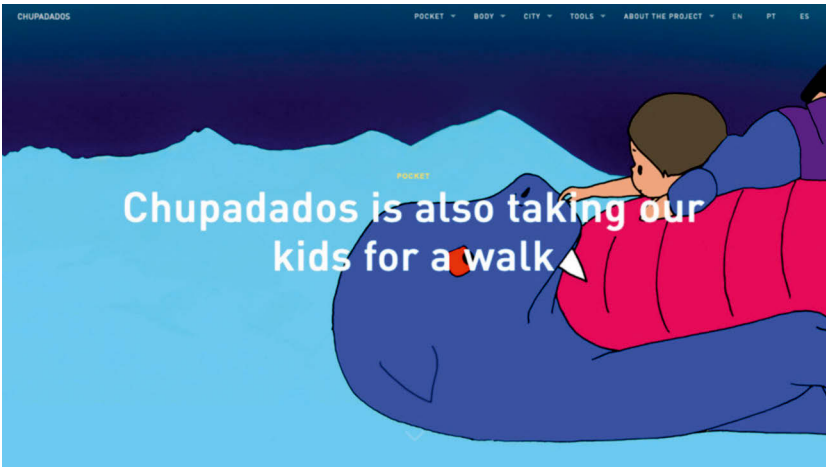 CHUPADADOS
POCKET BODY CITY TOOLS ABOUT THE PROJECT EN PT ES
POCKET
Chupadados is also taking our
kids for a walk